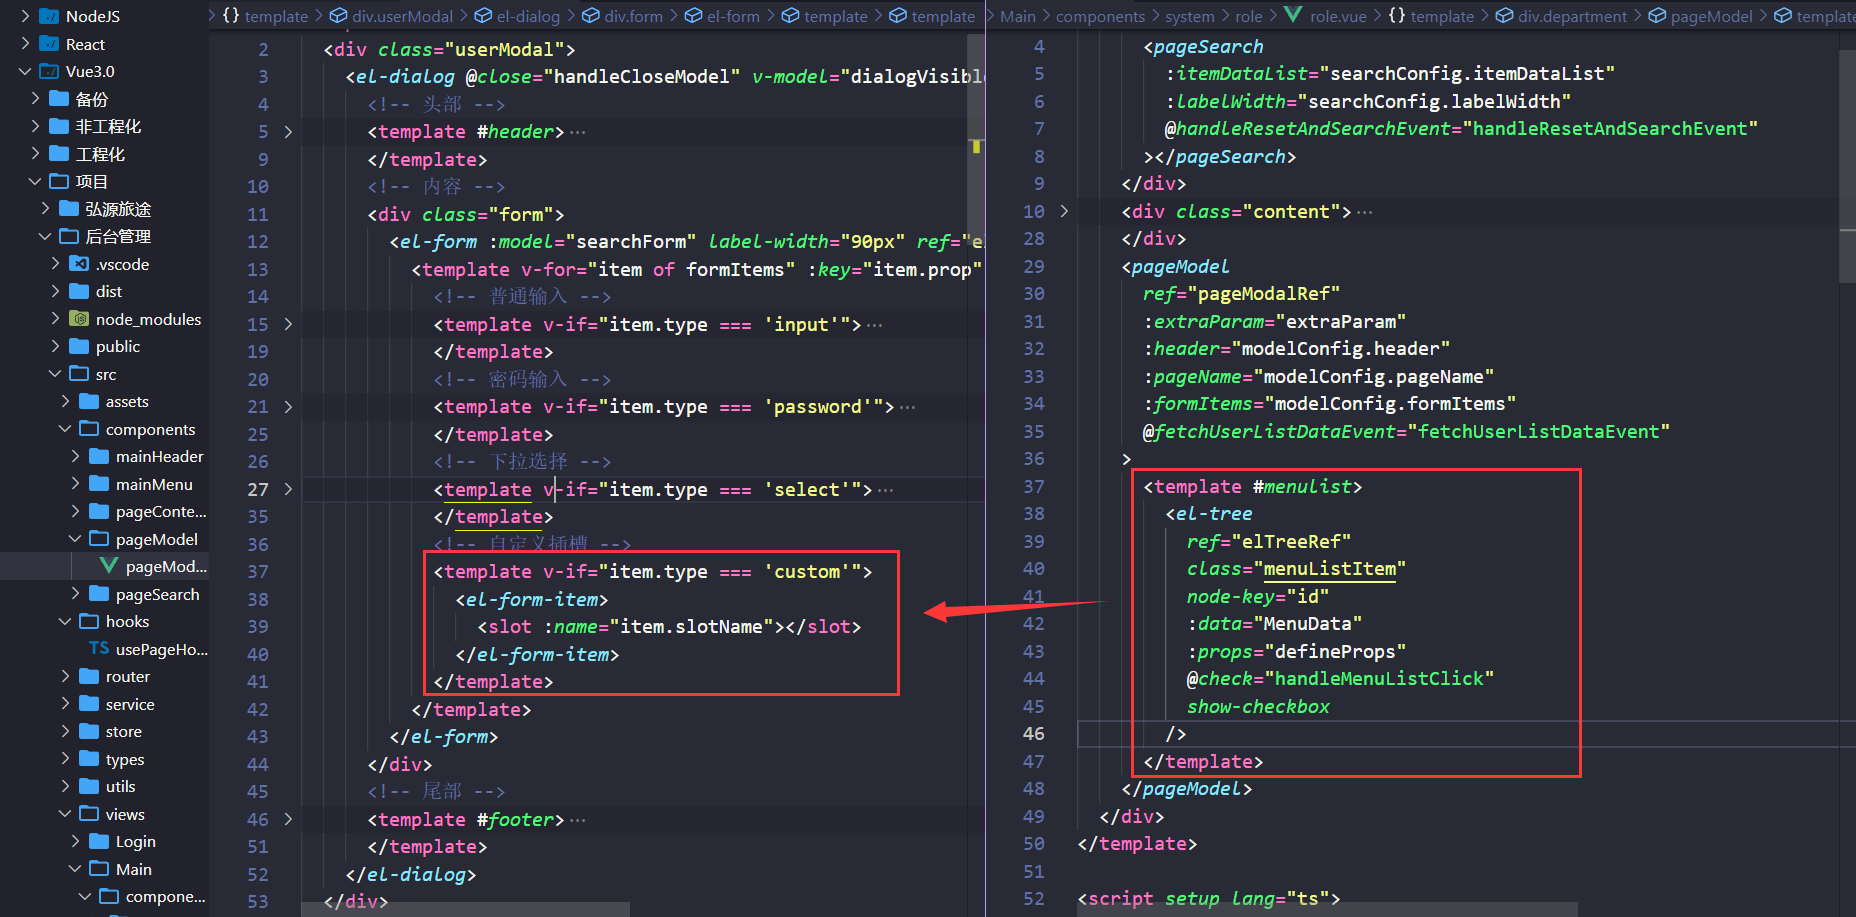 NodeJS
React
Vue3.0
备份
非工程化
工程化
项目
弘源旅途
后台管理
.vscode
dist
node_modules
public
src
assets
components
mainHeader
mainMenu
pageConte...
pageModel
pageMod...
pageSearch
hooks
TS usePageHo...
router
service
store
types
utils
views
Login
Main
compone...
> {} template > div.userModal > el-dialog > div.form > el-form > template > template
2 <div class="userModal">
3 <el-dialog @close="handleCloseModel" v-model="dialogVisible
4 <!-- 头部 -->
5 > <template #header>···
9 </template>
10 <!-- 内容 -->
11 <div class="form">
12 <el-form :model="searchForm" label-width="90px" ref="e
13 <template v-for="item of formItems" :key="item.prop"
14 <!-- 普通输入 -->
15 > <template v-if="item.type === 'input'">···
19 </template>
20 <!-- 密码输入 -->
21 > <template v-if="item.type === 'password'">···
25 </template>
26 <!-- 下拉选择 -->
27 > <template v-if="item.type === 'select'">···
35 </template>
36 <!-- 自定义插槽 -->
37 <template v-if="item.type === 'custom'">
38 <el-form-item>
39 <slot :name="item.slotName"></slot>
40 </el-form-item>
41 </template>
42 </template>
43 </el-form>
44 </div>
45 <!-- 尾部 -->
46 > <template #footer>···
51 </template>
52 </el-dialog>
53 </div>
> Main > components > system > role > role.vue > {} template > div.department > pageModel > template
4 <pageSearch
5 :itemDataList="searchConfig.itemDataList"
6 :labelWidth="searchConfig.labelWidth"
7 @handleResetAndSearchEvent="handleResetAndSearchEvent"
8 ></pageSearch>
9 </div>
10 > <div class="content">···
28 </div>
29 <pageModel
30 ref="pageModalRef"
31 :extraParam="extraParam"
32 :header="modelConfig.header"
33 :pageName="modelConfig.pageName"
34 :formItems="modelConfig.formItems"
35 @fetchUserListDataEvent="fetchUserListDataEvent"
36 >
37 <template #menulist>
38 <el-tree
39 ref="elTreeRef"
40 class="menuListItem"
41 node-key="id"
42 :data="MenuData"
43 :props="defineProps"
44 @check="handleMenuListClick"
45 show-checkbox
46 />
47 </template>
48 </pageModel>
49 </div>
50 </template>
51
52 <script setup lang="ts">